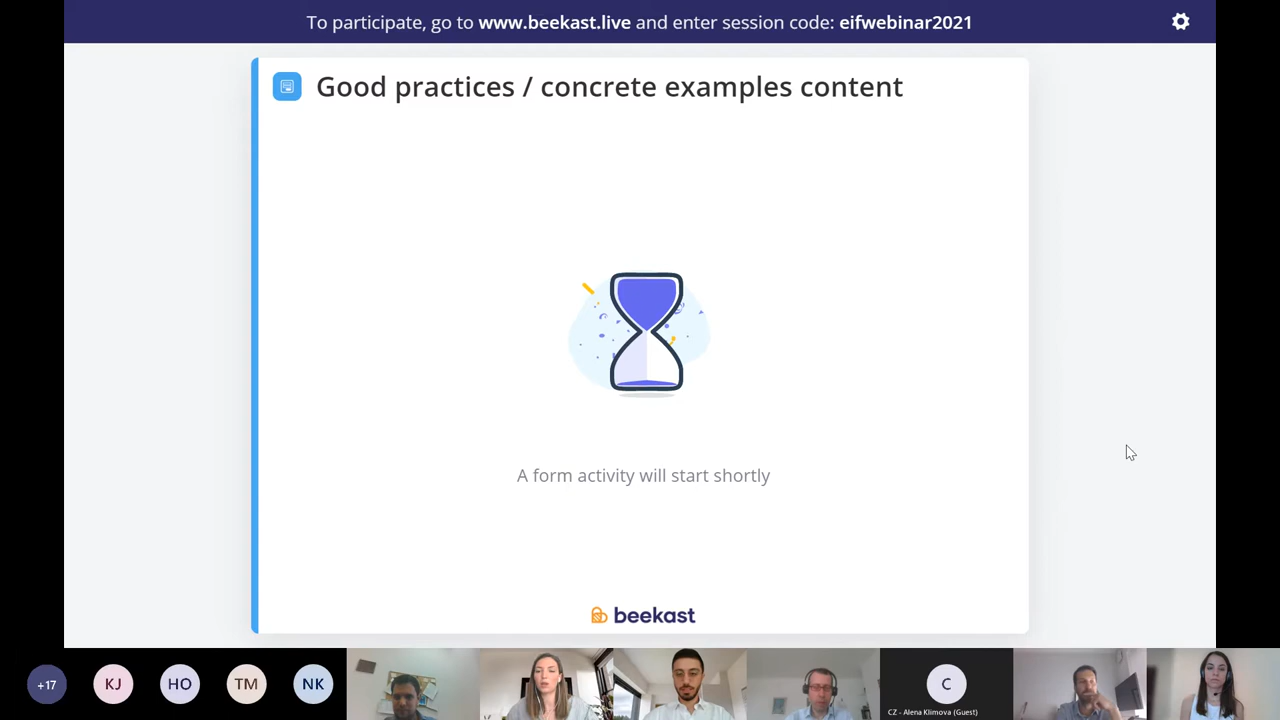 To participate, go to www.beekast.live and enter session code: eifwebinar2021
Good practices / concrete examples content
A form activity will start shortly
beekast
+17
KJ
HO
TM
NK
C
CZ - Alena Klimova (Guest)